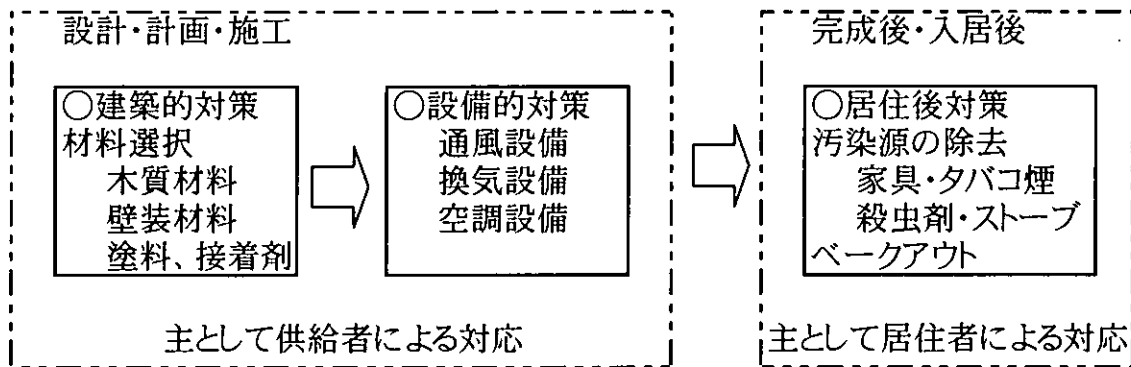 設計・計画・施工
○建築的対策
材料選択
木質材料
壁装材料
塗料、接着剤
○設備的対策
通風設備
換気設備
空調設備
主として供給者による対応
完成後・入居後
○居住後対策
汚染源の除去
家具・タバコ煙
殺虫剤・ストーブ
ベークアウト
主として居住者による対応